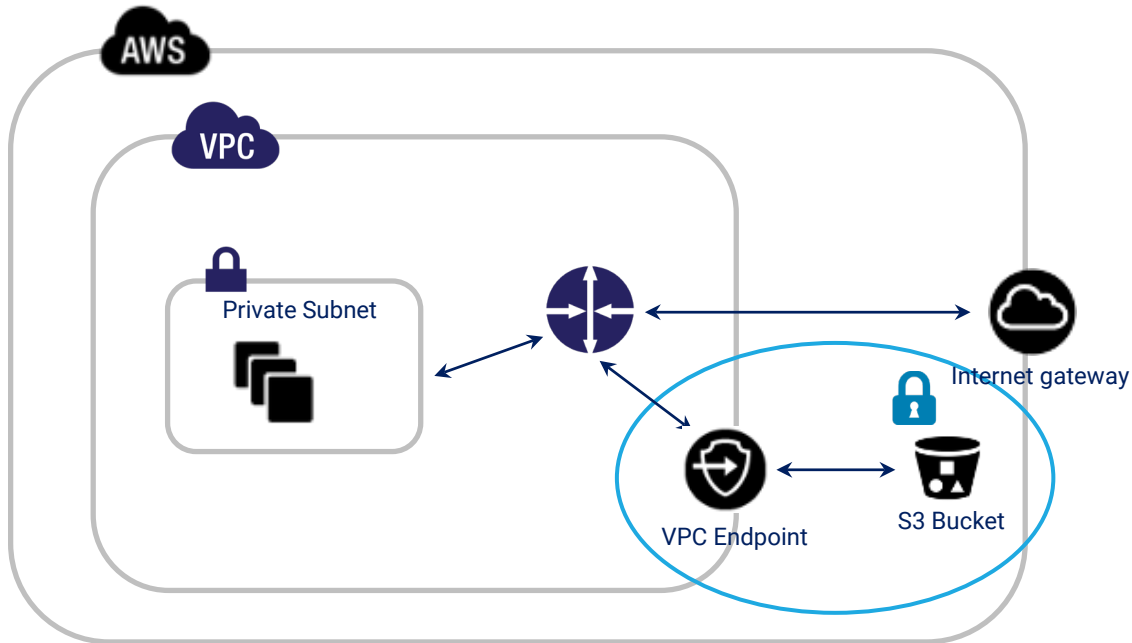 AWS
VPC
Private Subnet
Internet gateway
VPC Endpoint
S3 Bucket